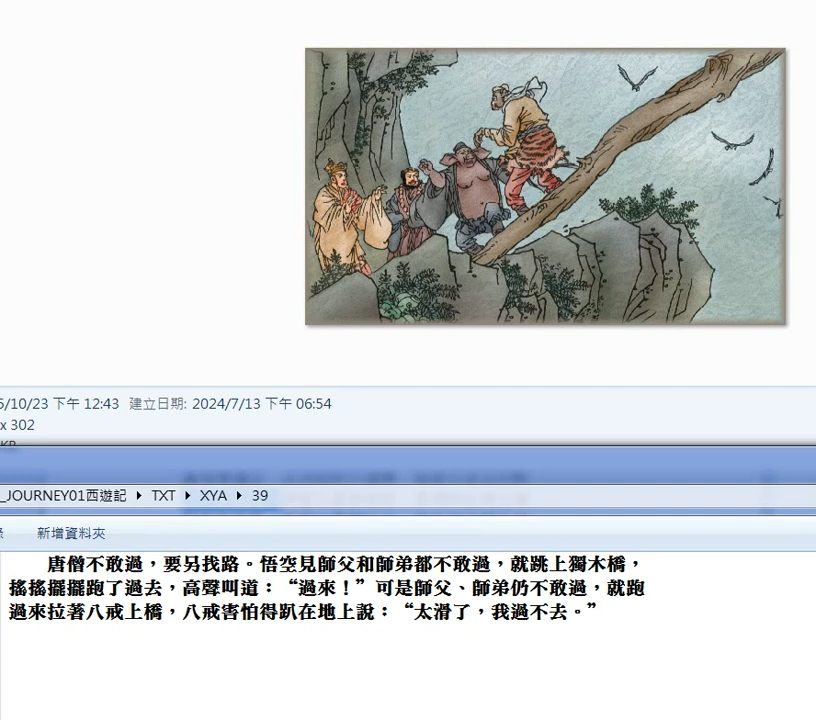 5/10/23 下午 12:43 建立日期: 2024/7/13 下午 06:54
x 302
KB
_JOURNEY01西遊記 ▶ TXT ▶ XYA ▶ 39
新增資料夾
唐僧不敢過，要另找路。悟空見師父和師弟都不敢過，就跳上獨木橋，
搖搖擺擺跑了過去，高聲叫道：“過來！”可是師父、師弟仍不敢過，就跑
過來拉著八戒上橋，八戒害怕得趴在地上說：“太滑了，我過不去。”